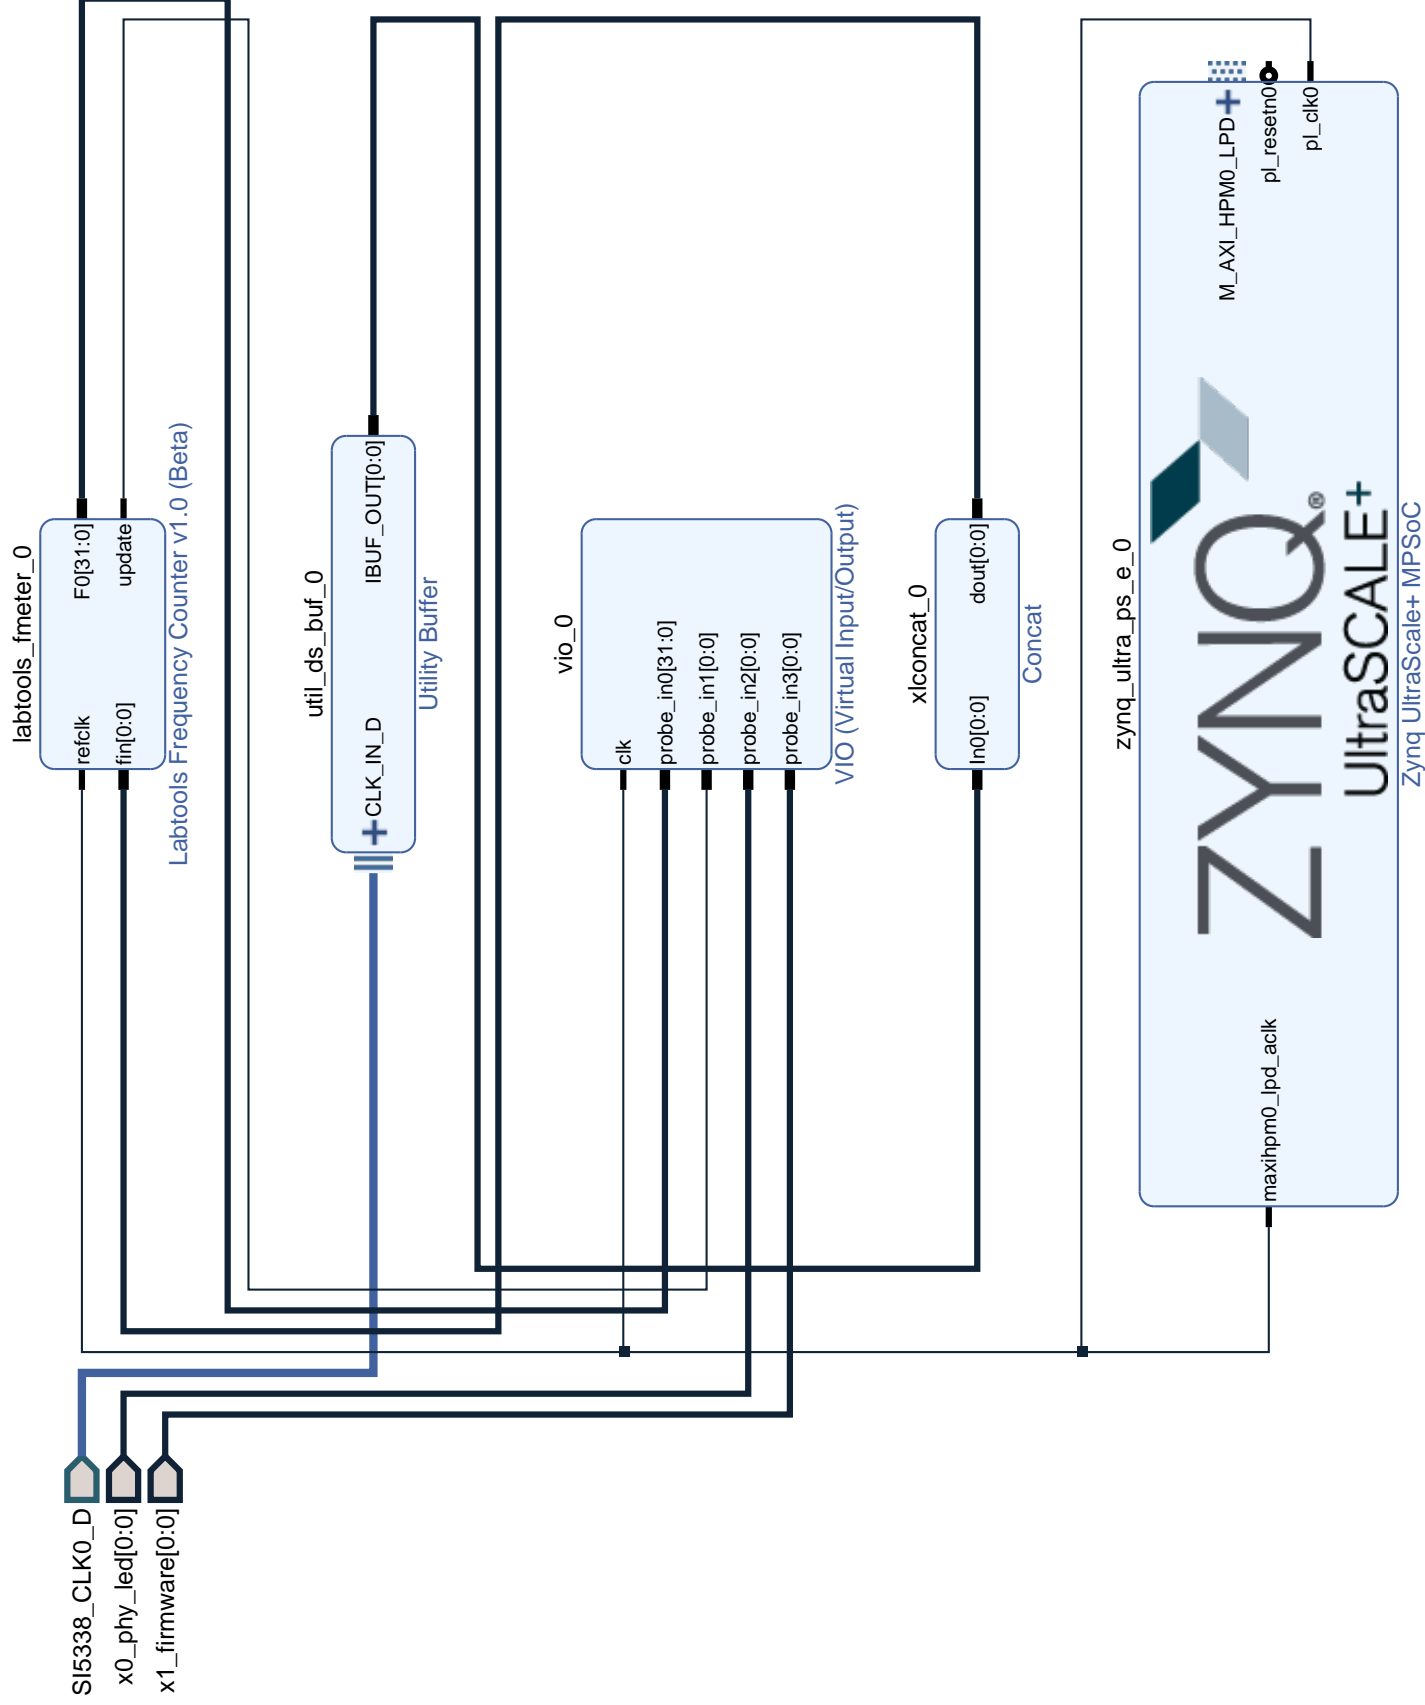 labtools_fmeter_0
refclk
fin[0:0]
F0[31:0]
update
Labtools Frequency Counter v1.0 (Beta)
util_ds_buf_0
CLK_IN_D
IBUF_OUT[0:0]
Utility Buffer
vio_0
clk
probe_in0[31:0]
probe_in1[0:0]
probe_in2[0:0]
probe_in3[0:0]
VIO (Virtual Input/Output)
xlconcat_0
In0[0:0]
dout[0:0]
Concat
zynq_ultra_ps_e_0
maxihpm0_lpd_aclk
M_AXI_HPM0_LPD
pl_resetn0
pl_clk0
ZYNQ®
UltraSCALE+
Zynq UltraScale+ MPSoC
SI5338_CLK0_D
x0_phy_led[0:0]
x1_firmware[0:0]